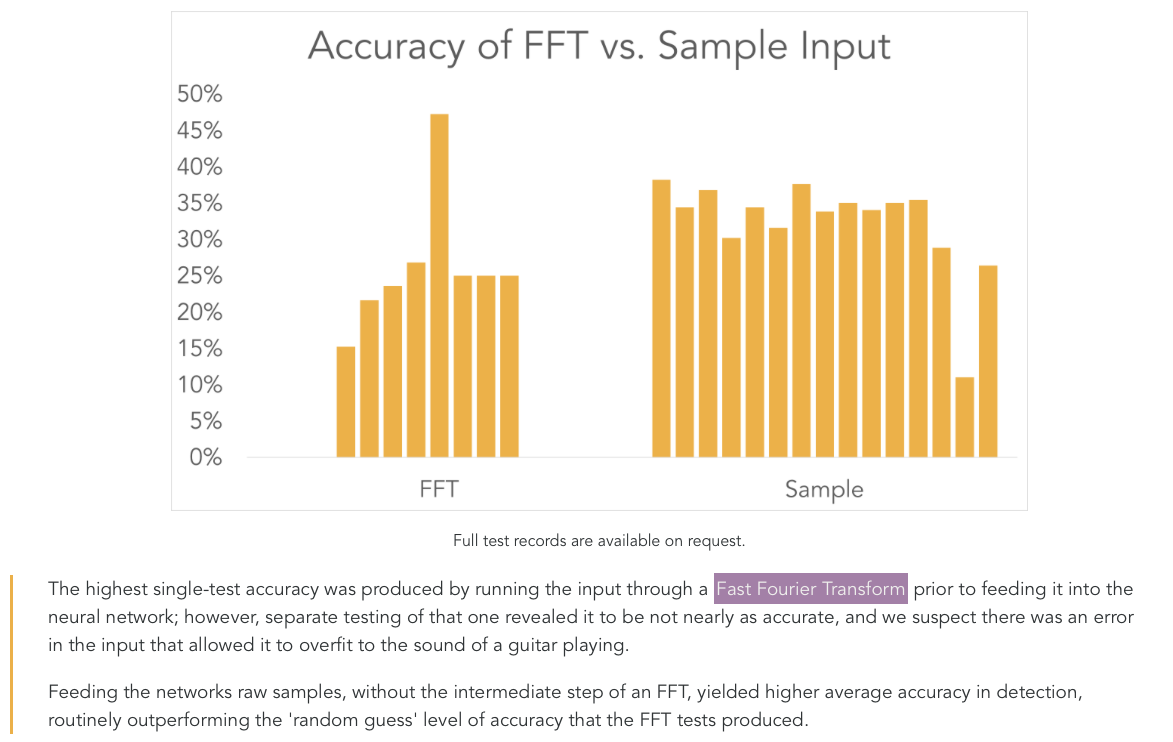 Accuracy of FFT vs. Sample Input
50%
45%
40%
35%
30%
25%
20%
15%
10%
5%
0%
FFT
Sample
Full test records are available on request.
The highest single-test accuracy was produced by running the input through a Fast Fourier Transform prior to feeding it into the
neural network; however, separate testing of that one revealed it to be not nearly as accurate, and we suspect there was an error
in the input that allowed it to overfit to the sound of a guitar playing.
Feeding the networks raw samples, without the intermediate step of an FFT, yielded higher average accuracy in detection,
routinely outperforming the 'random guess' level of accuracy that the FFT tests produced.